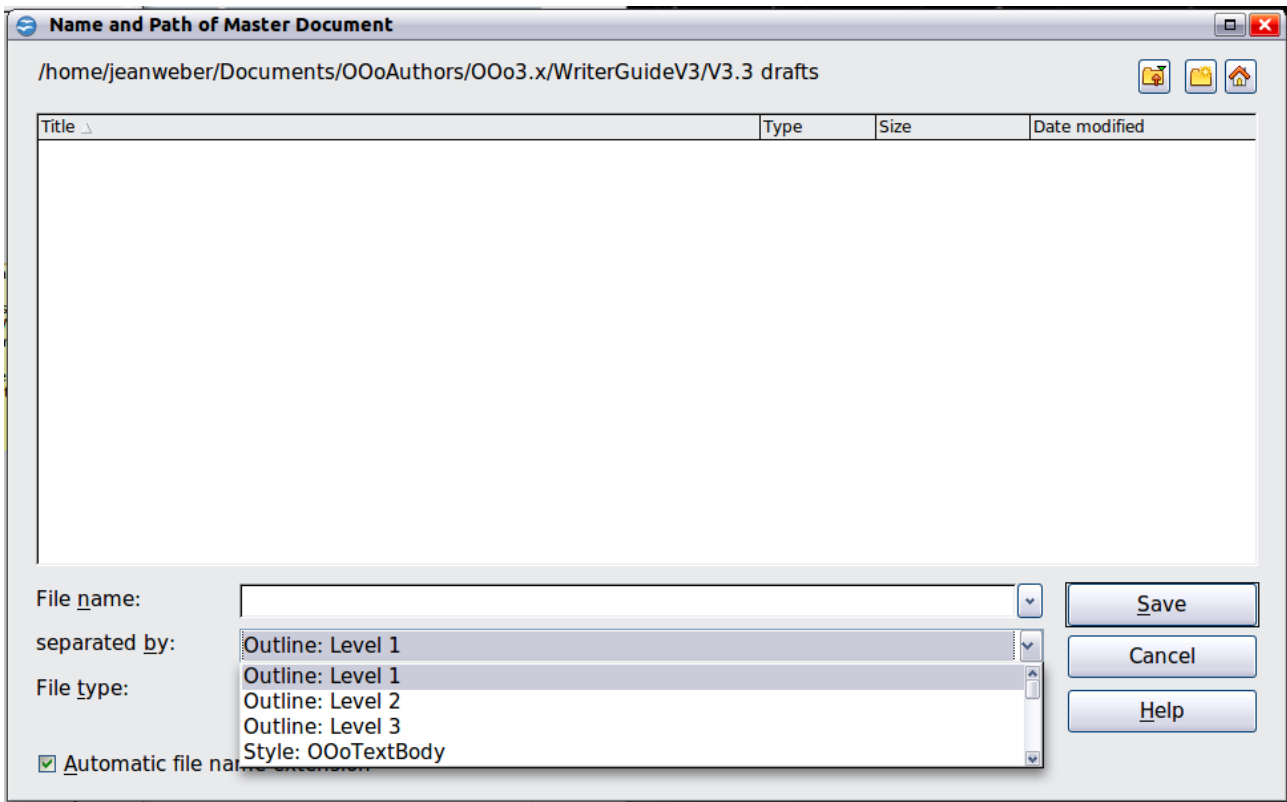 Name and Path of Master Document
/home/jeanweber/Documents/OOoAuthors/OOo3.x/WriterGuideV3/V3.3 drafts
Title Type Size Date modified
File name:
Save
separated by: Outline: Level 1
Cancel
Outline: Level 1
File type:
Outline: Level 2
Outline: Level 3
Help
Style: OOoTextBody
Automatic file name extension